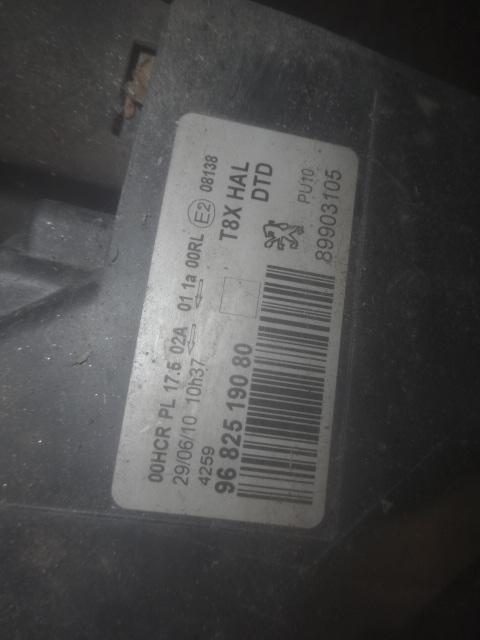 00HCR PL 17.5 02A 01 1a 00RL E2 08138
29/06/10 10h37 T8X HAL
4259 DTD
96 825 190 80
PU10
89903105